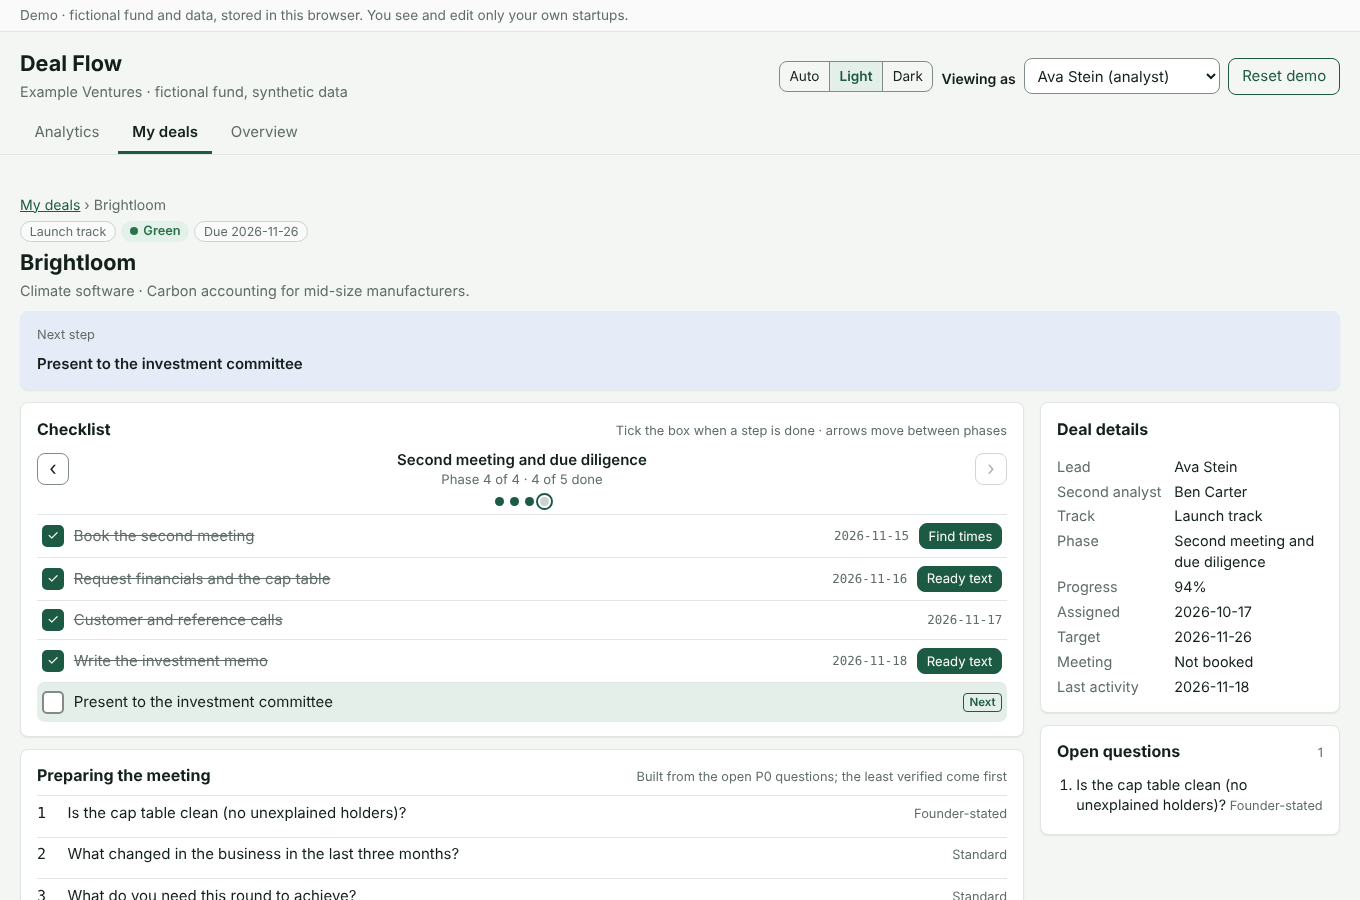 Demo · fictional fund and data, stored in this browser. You see and edit only your own startups.
Deal Flow
Example Ventures · fictional fund, synthetic data
Auto Light Dark Viewing as Ava Stein (analyst) Reset demo
Analytics My deals Overview
My deals › Brightloom
Launch track Green Due 2026-11-26
Brightloom
Climate software · Carbon accounting for mid-size manufacturers.
Next step
Present to the investment committee
Checklist Tick the box when a step is done · arrows move between phases
Second meeting and due diligence
Phase 4 of 4 · 4 of 5 done
Book the second meeting 2026-11-15 Find times
Request financials and the cap table 2026-11-16 Ready text
Customer and reference calls 2026-11-17
Write the investment memo 2026-11-18 Ready text
Present to the investment committee Next
Preparing the meeting Built from the open P0 questions; the least verified come first
1 Is the cap table clean (no unexplained holders)? Founder-stated
2 What changed in the business in the last three months? Standard
3 What do you need this round to achieve? Standard
Deal details
Lead Ava Stein
Second analyst Ben Carter
Track Launch track
Phase Second meeting and
due diligence
Progress 94%
Assigned 2026-10-17
Target 2026-11-26
Meeting Not booked
Last activity 2026-11-18
Open questions 1
1. Is the cap table clean (no
unexplained holders)? Founder-stated